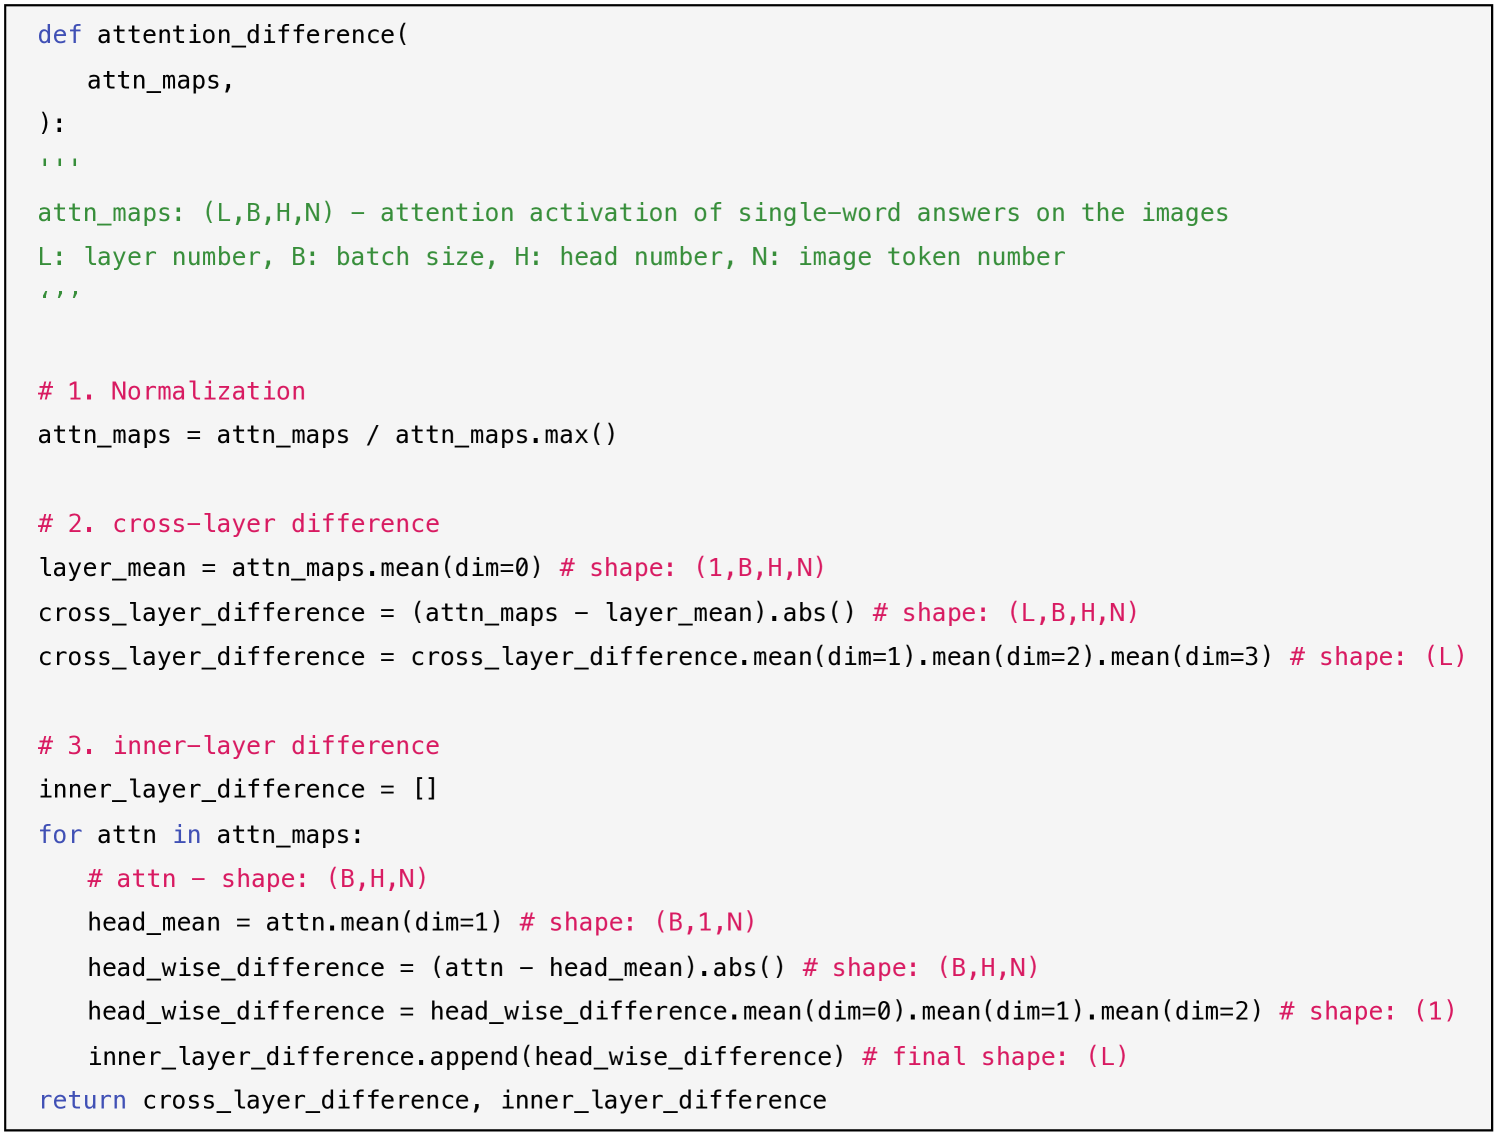 def attention_difference(
    attn_maps,
):
'''
attn_maps: (L,B,H,N) – attention activation of single–word answers on the images
L: layer number, B: batch size, H: head number, N: image token number
‘’’
# 1. Normalization
attn_maps = attn_maps / attn_maps.max()
# 2. cross–layer difference
layer_mean = attn_maps.mean(dim=0) # shape: (1,B,H,N)
cross_layer_difference = (attn_maps – layer_mean).abs() # shape: (L,B,H,N)
cross_layer_difference = cross_layer_difference.mean(dim=1).mean(dim=2).mean(dim=3) # shape: (L)
# 3. inner–layer difference
inner_layer_difference = []
for attn in attn_maps:
    # attn – shape: (B,H,N)
    head_mean = attn.mean(dim=1) # shape: (B,1,N)
    head_wise_difference = (attn – head_mean).abs() # shape: (B,H,N)
    head_wise_difference = head_wise_difference.mean(dim=0).mean(dim=1).mean(dim=2) # shape: (1)
    inner_layer_difference.append(head_wise_difference) # final shape: (L)
return cross_layer_difference, inner_layer_difference